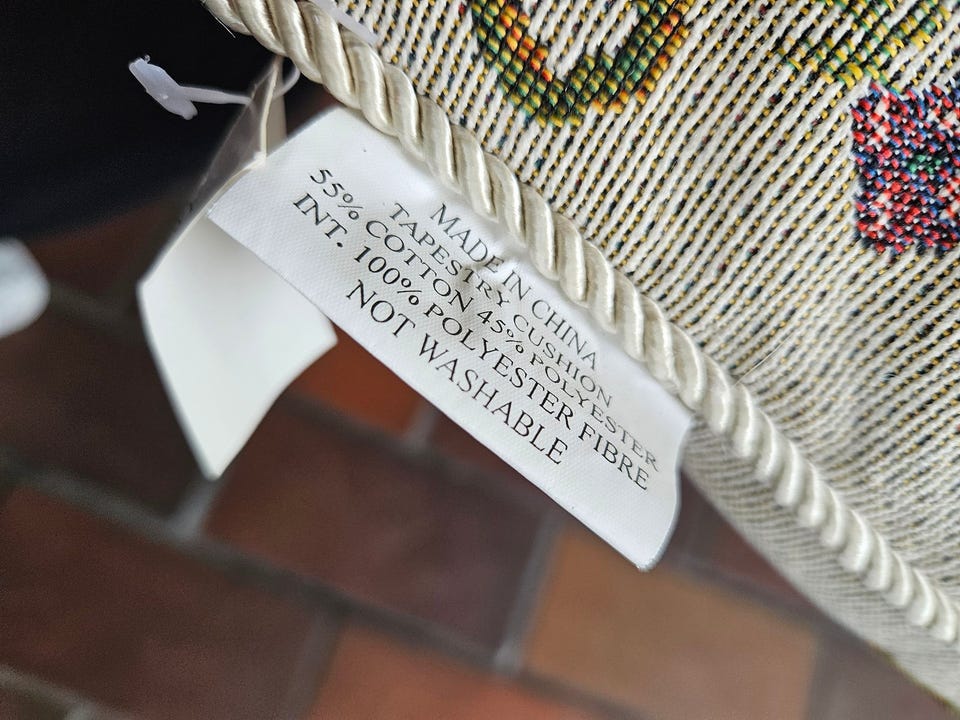 MADE IN CHINA
TAPESTRY CUSHION
55% COTTON 45% POLYESTER
INT. 100% POLYESTER FIBRE
NOT WASHABLE